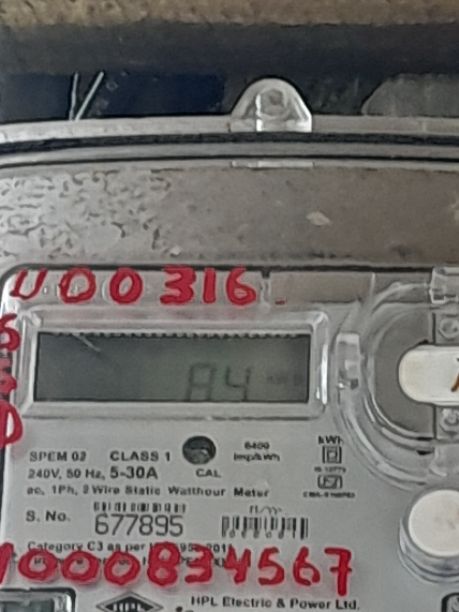 U00316
84
SPEM 02 CLASS 1 6400 imp/kWh kWh
240V, 50 Hz, 5-30A CAL
ac, 1Ph, 2 Wire Static Watthour Meter
S. No. 677895
Category C3 as per
1000834567
HPL HPL Electric & Power Ltd.